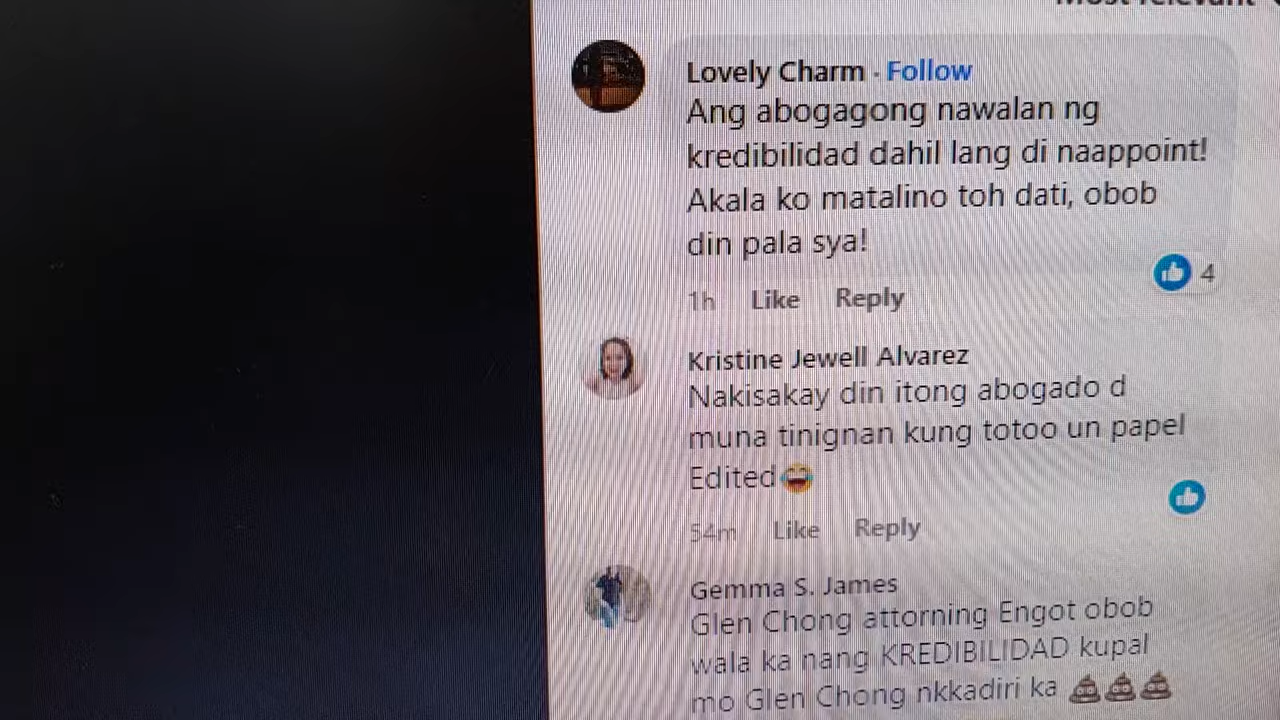 Most relevant
Lovely Charm · Follow
Ang abogagong nawalan ng
kredibilidad dahil lang di naappoint!
Akala ko matalino toh dati, obob
din pala sya!
4
1h Like Reply
Kristine Jewell Alvarez
Nakisakay din itong abogado d
muna tinignan kung totoo un papel
Edited😂
54m Like Reply
Gemma S. James
Glen Chong attorning Engot obob
wala ka nang KREDIBILIDAD kupal
mo Glen Chong nkkadiri ka 💩💩💩